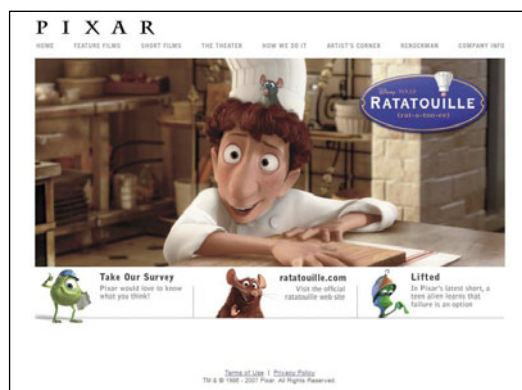 PIXAR
HOME FEATURE FILMS SHORT FILMS THE THEATER HOW WE DO IT ARTIST'S CORNER RENDERMAN COMPANY INFO
Disney PIXAR
RATATOUILLE
(rat·a·too·ee)
Take Our Survey
Pixar would love to know
what you think!
ratatouille.com
Visit the official
ratatouille web site
Lifted
In Pixar's latest short, a
teen alien learns that
failure is an option
Terms of Use | Privacy Policy
TM & © 1986 - 2007 Pixar. All Rights Reserved.